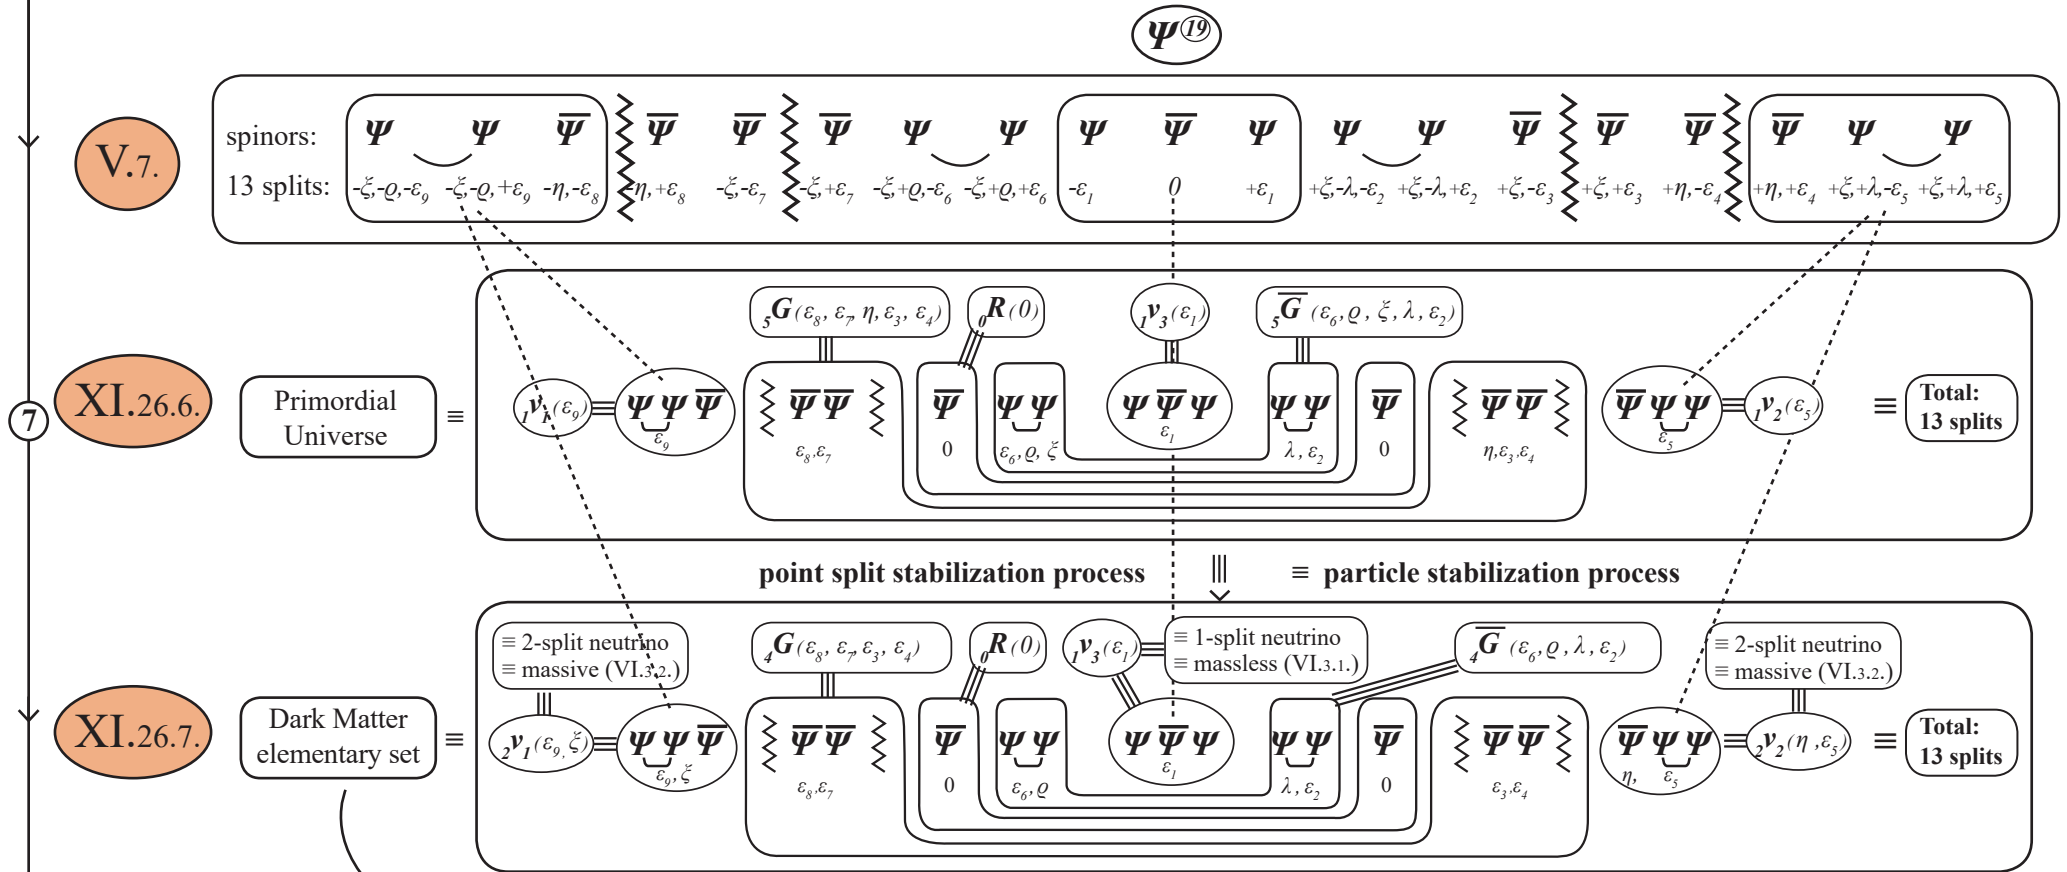 Ψ⑲
V.7.
spinors: Ψ Ψ Ψ̅ Ψ̅ Ψ̅ Ψ̅ Ψ Ψ Ψ Ψ̅ Ψ Ψ Ψ Ψ̅ Ψ̅ Ψ̅ Ψ̅ Ψ Ψ
13 splits: -ξ,-ϱ,-ε₉ -ξ,-ϱ,+ε₉ -η,-ε₈ -η,+ε₈ -ξ,-ε₇ -ξ,+ε₇ -ξ+ϱ,-ε₆ -ξ+ϱ,+ε₆ -ε₁ 0 +ε₁ +ξ-λ,-ε₂ +ξ-λ,+ε₂ +ξ,-ε₃ +ξ,+ε₃ +η,-ε₄ +η,+ε₄ +ξ,+λ,-ε₅ +ξ,+λ,+ε₅
₅G(ε₈, ε₇, η, ε₃, ε₄) ₀R(0) ₁ν₃(ε₁) ₅G̅ (ε₆, ϱ, ξ, λ, ε₂)
7
XI.26.6.
Primordial
Universe
≡ ₁ν₁(ε₉) Ψ Ψ Ψ̅ Ψ̅ Ψ̅ Ψ̅ Ψ Ψ Ψ Ψ̅ Ψ Ψ Ψ Ψ̅ Ψ̅ Ψ̅ Ψ̅ Ψ Ψ ₁ν₂(ε₅) ≡
Total:
13 splits
ε₉ ε₈,ε₇ 0 ε₆, ϱ, ξ ε₁ λ, ε₂ 0 η,ε₃,ε₄ ε₅
point split stabilization process ≡ particle stabilization process
≡ 2-split neutrino
≡ massive (VI.3.2.)
₄G(ε₈, ε₇, ε₃, ε₄) ₀R(0) ₁ν₃(ε₁)
≡ 1-split neutrino
≡ massless (VI.3.1.)
₄G̅ (ε₆, ϱ, λ, ε₂)
≡ 2-split neutrino
≡ massive (VI.3.2.)
XI.26.7.
Dark Matter
elementary set
≡ ₂ν₁(ε₉, ξ) Ψ Ψ Ψ̅ Ψ̅ Ψ̅ Ψ̅ Ψ Ψ Ψ Ψ̅ Ψ Ψ Ψ Ψ̅ Ψ̅ Ψ̅ Ψ̅ Ψ Ψ ₂ν₂(η, ε₅) ≡
Total:
13 splits
ε₉, ξ ε₈,ε₇ 0 ε₆, ϱ ε₁ λ, ε₂ 0 ε₃,ε₄ η, ε₅